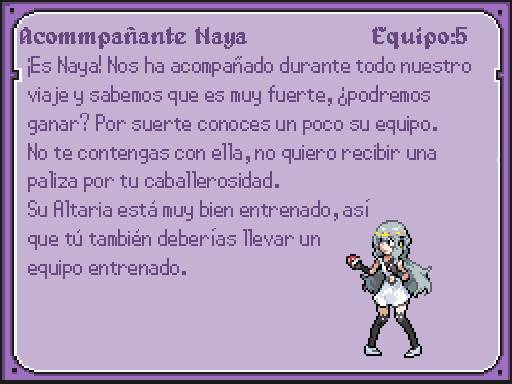 Acommpañante Naya Equipo:5
¡Es Naya! Nos ha acompañado durante todo nuestro
viaje y sabemos que es muy fuerte, ¿podremos
ganar? Por suerte conoces un poco su equipo.
No te contengas con ella, no quiero recibir una
paliza por tu caballerosidad.
Su Altaria está muy bien entrenado, así
que tú también deberías llevar un
equipo entrenado.